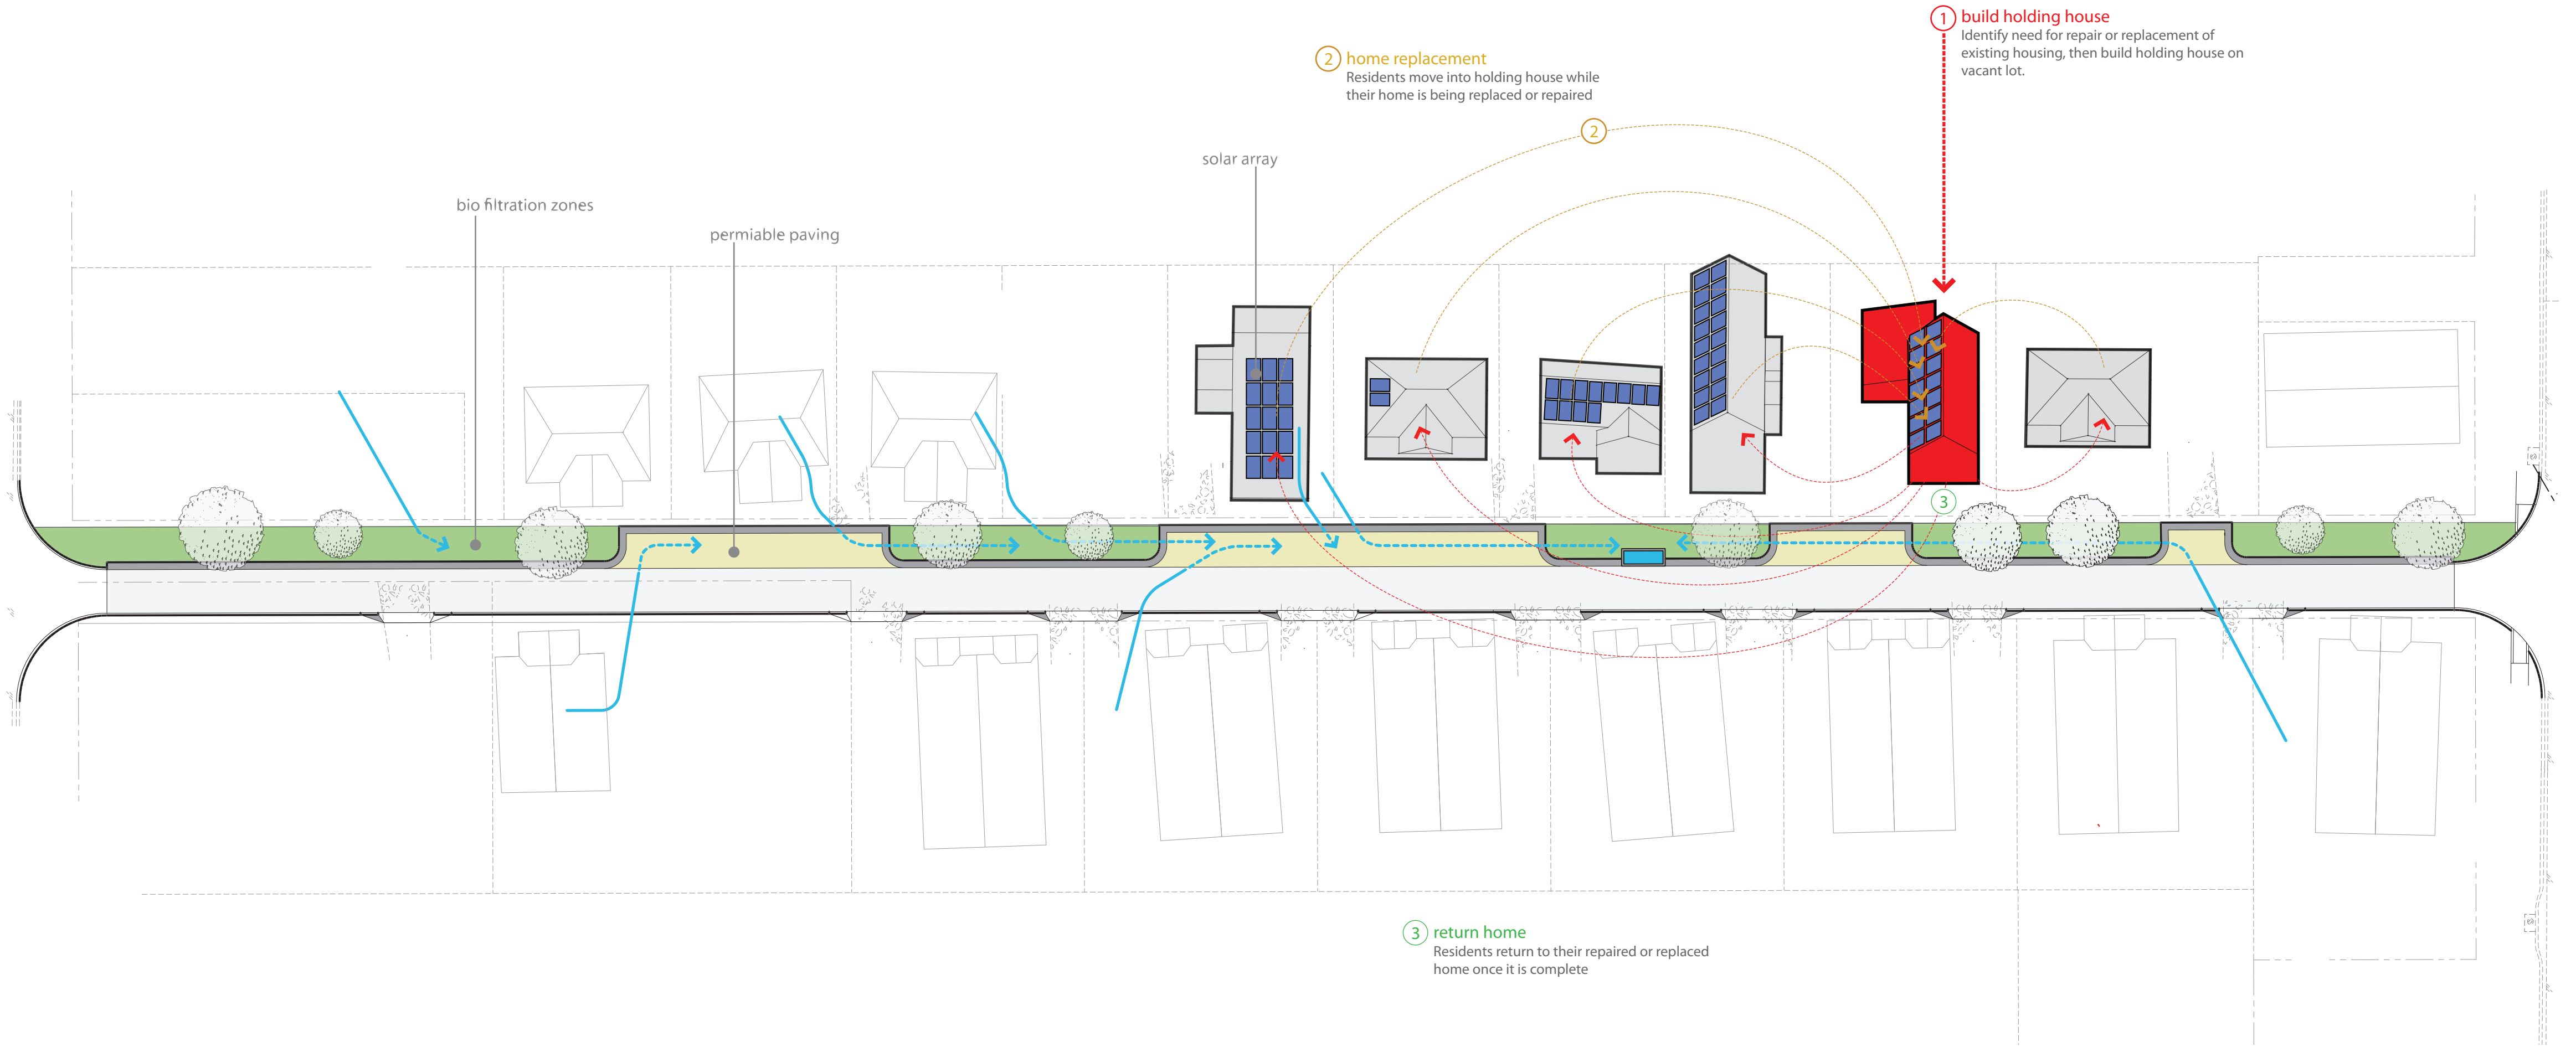 1 build holding house
Identify need for repair or replacement of
existing housing, then build holding house on
vacant lot.
2 home replacement
Residents move into holding house while
their home is being replaced or repaired
2
solar array
bio filtration zones
permiable paving
3
3 return home
Residents return to their repaired or replaced
home once it is complete